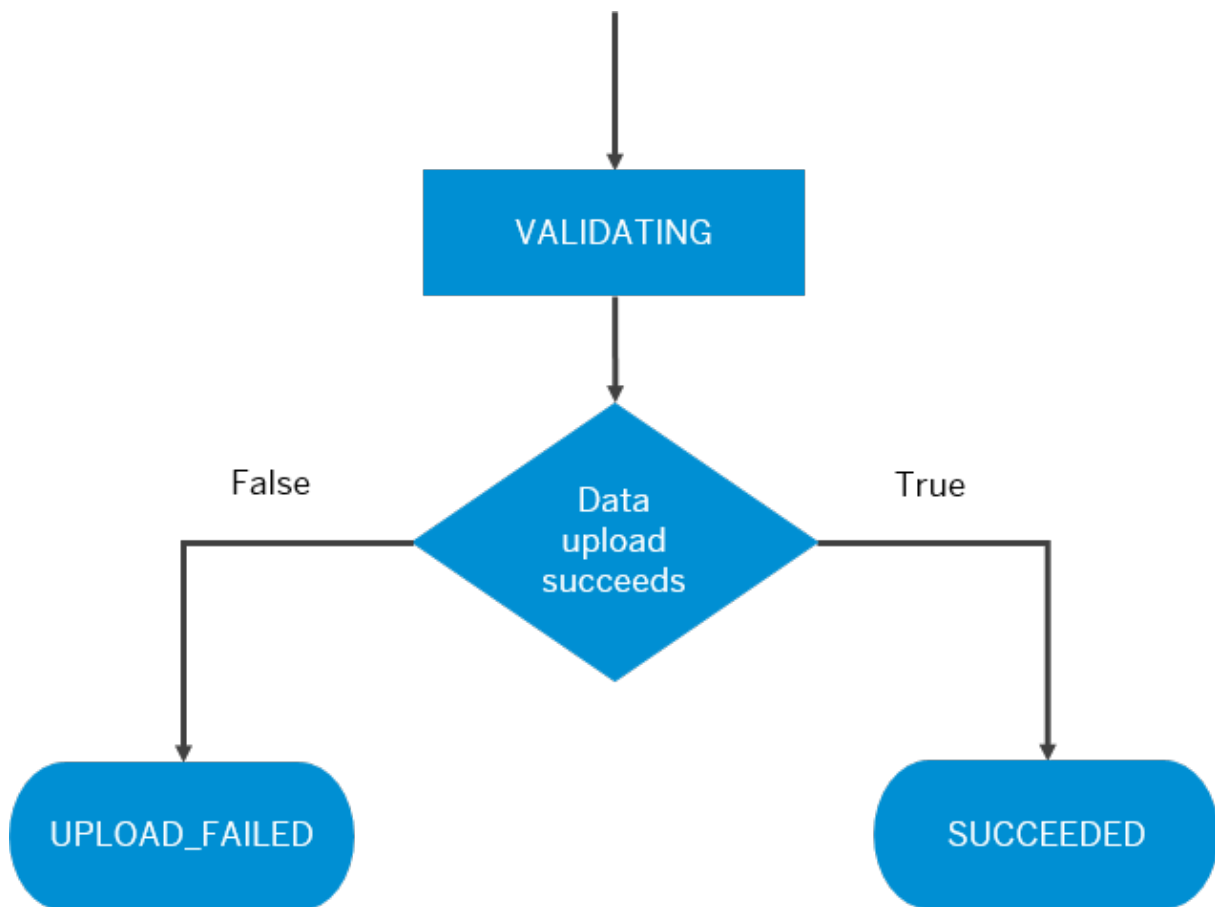 VALIDATING
False
True
Data
upload
succeeds
UPLOAD_FAILED
SUCCEEDED